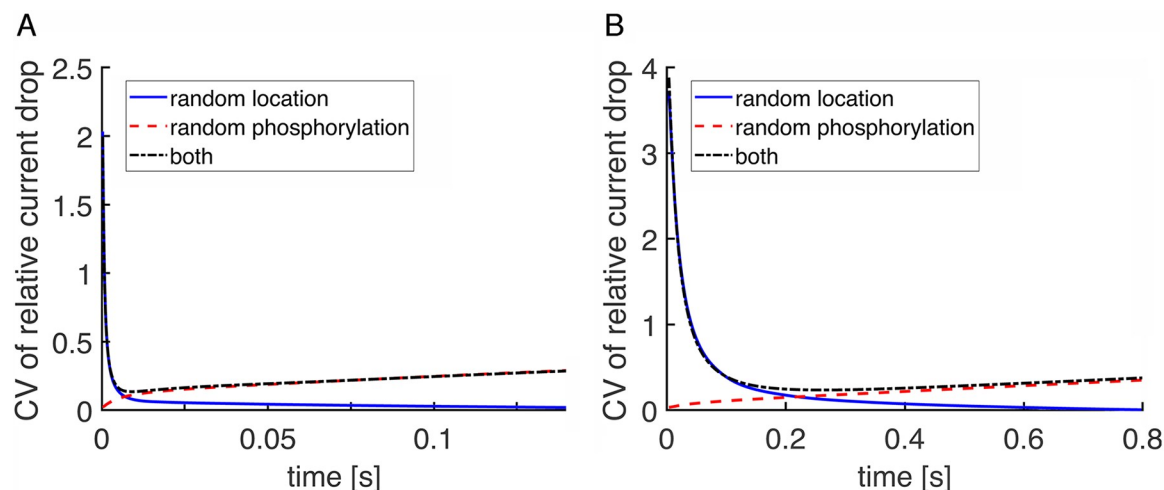 A
CV of relative current drop
2.5
2
1.5
1
0.5
0
random location
random phosphorylation
both
0
0.05
0.1
time [s]
B
CV of relative current drop
4
3
2
1
0
random location
random phosphorylation
both
0
0.2
0.4
0.6
0.8
time [s]